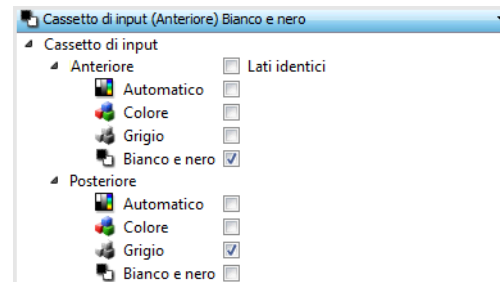 Cassetto di input (Anteriore) Bianco e nero
Cassetto di input
Anteriore Lati identici
Automatico
Colore
Grigio
Bianco e nero
Posteriore
Automatico
Colore
Grigio
Bianco e nero